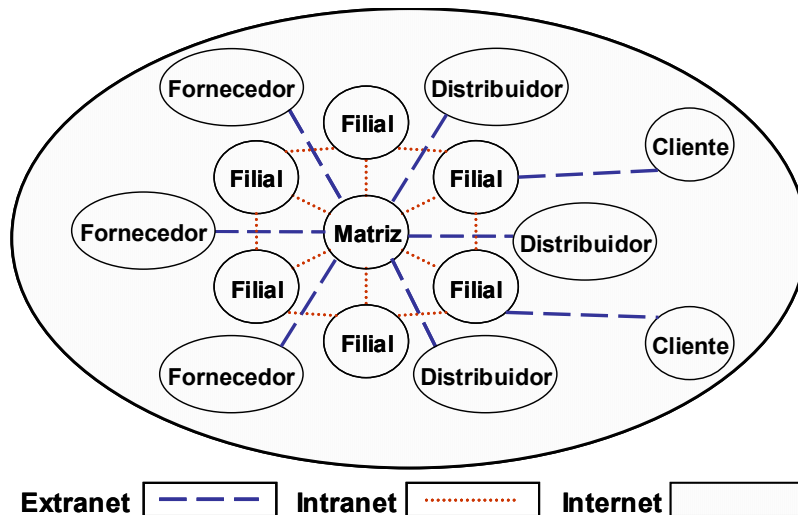 Fornecedor
Distribuidor
Filial
Cliente
Filial
Filial
Fornecedor
Matriz
Distribuidor
Filial
Filial
Filial
Cliente
Fornecedor
Distribuidor
Extranet
Intranet
Internet